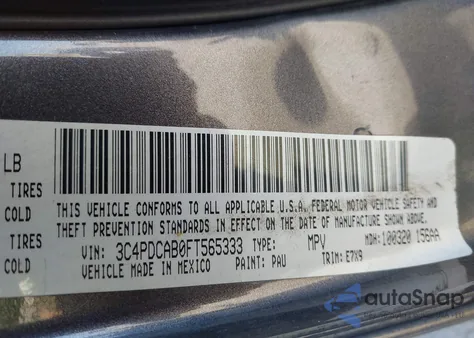 LB
TIRES
COLD
TIRES
COLD
THIS VEHICLE CONFORMS TO ALL APPLICABLE U.S.A. FEDERAL MOTOR VEHICLE SAFETY AND
THEFT PREVENTION STANDARDS IN EFFECT ON THE DATE OF MANUFACTURE SHOWN ABOVE.
VIN: 3C4PDCAB0FT565333 TYPE: MPV MDH: 100320 156AA
VEHICLE MADE IN MEXICO PAINT: PAU TRIM: E7X9
autoSnap